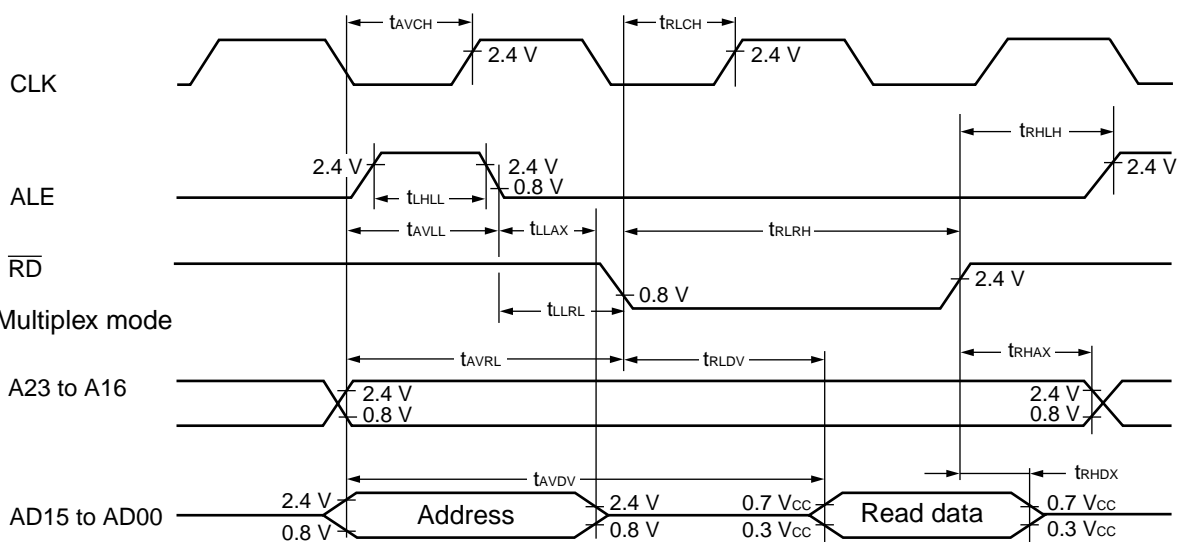 tAVCH
tRLCH
CLK
2.4 V
2.4 V
tRHLH
ALE
2.4 V
2.4 V
0.8 V
2.4 V
tLHLL
tAVLL
tLLAX
tRLRH
RD
0.8 V
2.4 V
Multiplex mode
tLLRL
tAVRL
tRLDV
tRHAX
A23 to A16
2.4 V
0.8 V
2.4 V
0.8 V
tAVDV
tRHDX
AD15 to AD00
2.4 V
0.8 V
Address
2.4 V
0.8 V
0.7 VCC
0.3 VCC
Read data
0.7 VCC
0.3 VCC